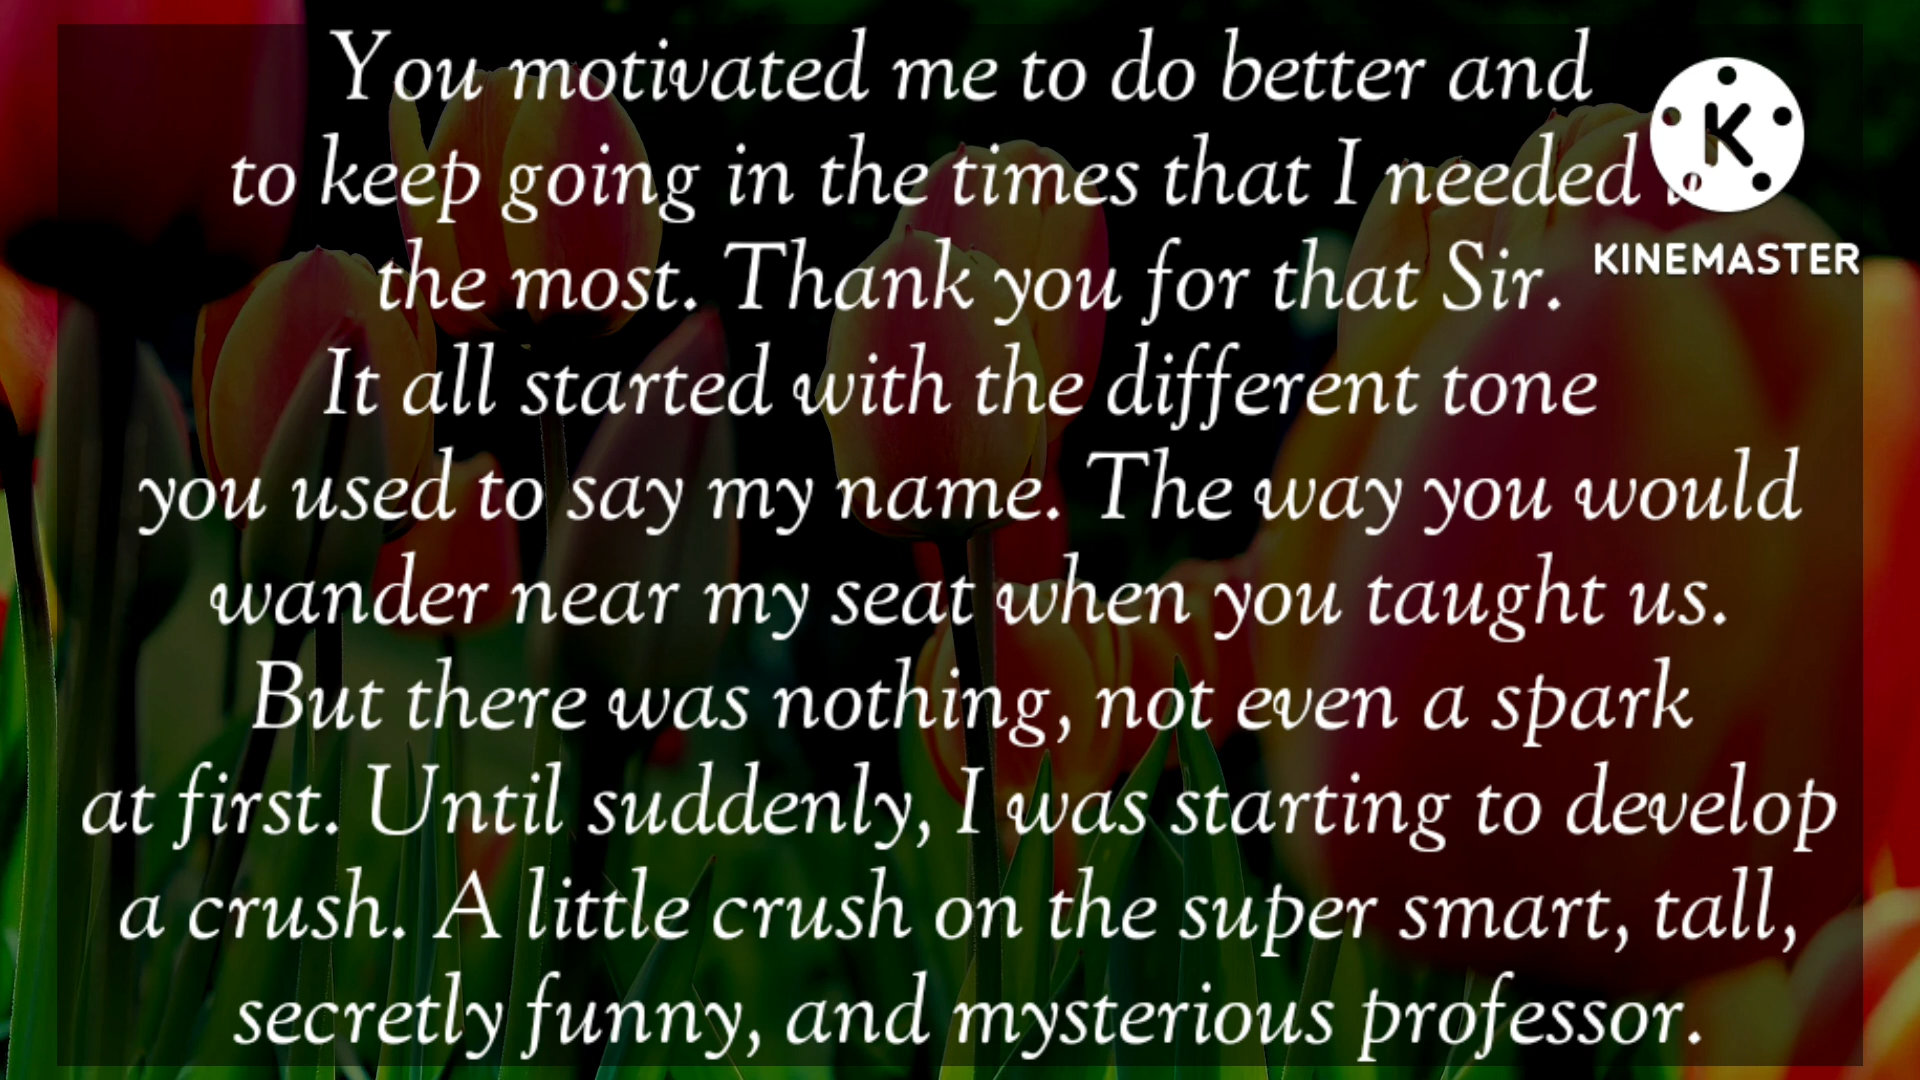 You motivated me to do better and
to keep going in the times that I needed
the most. Thank you for that Sir.
It all started with the different tone
you used to say my name. The way you would
wander near my seat when you taught us.
But there was nothing, not even a spark
at first. Until suddenly, I was starting to develop
a crush. A little crush on the super smart, tall,
secretly funny, and mysterious professor.
K
KINEMASTER